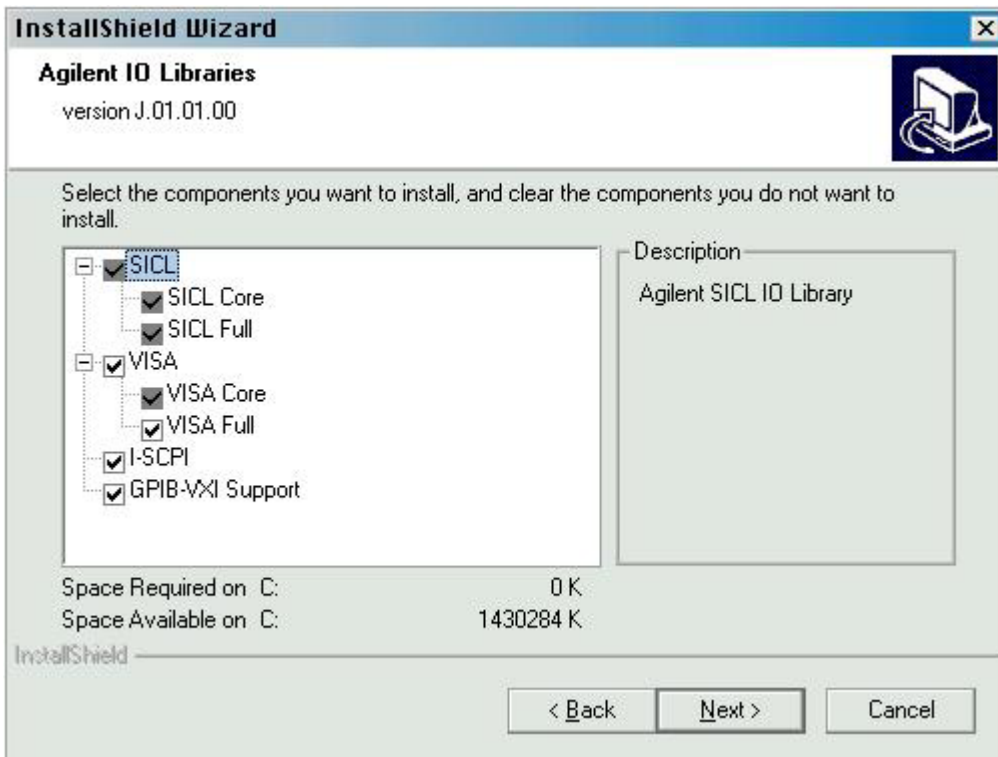 InstallShield Wizard
Agilent IO Libraries
version J.01.01.00
Select the components you want to install, and clear the components you do not want to
install.
SICL
SICL Core
SICL Full
VISA
VISA Core
VISA Full
I-SCPI
GPIB-VXI Support
Description
Agilent SICL IO Library
Space Required on C: 0 K
Space Available on C: 1430284 K
InstallShield
< Back Next > Cancel